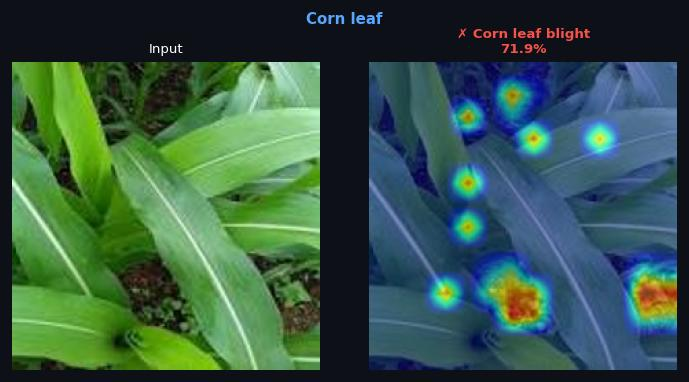 Corn leaf
Input
✗ Corn leaf blight
71.9%